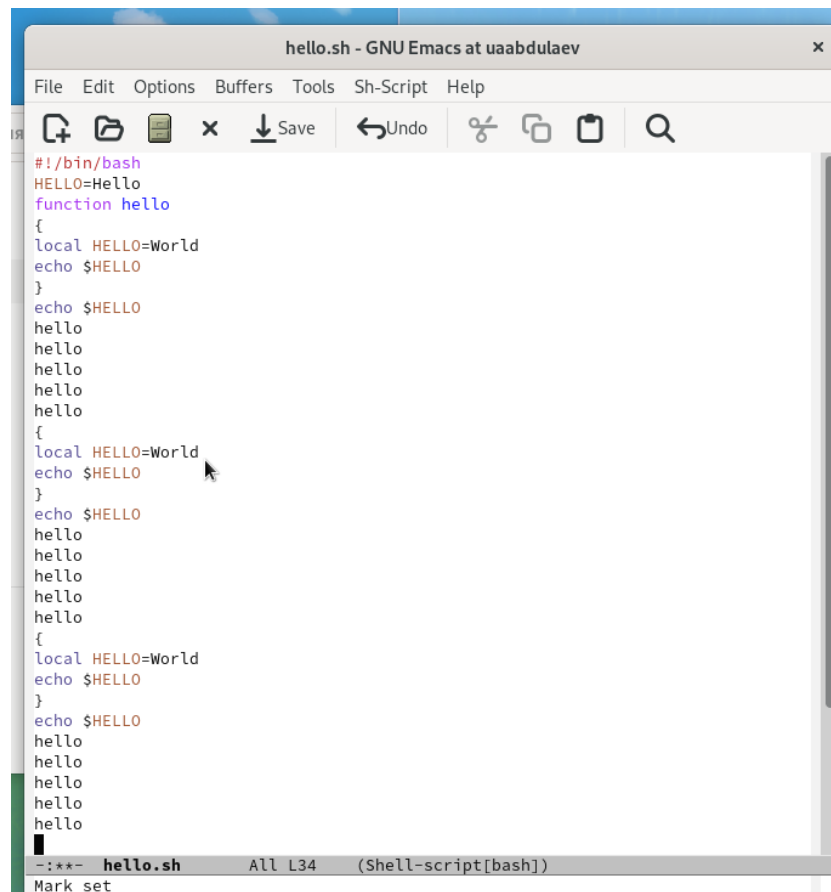 hello.sh - GNU Emacs at uaabdulaev
File Edit Options Buffers Tools Sh-Script Help
Save Undo
#!/bin/bash
HELLO=Hello
function hello
{
local HELLO=World
echo $HELLO
}
echo $HELLO
hello
hello
hello
hello
hello
{
local HELLO=World
echo $HELLO
}
echo $HELLO
hello
hello
hello
hello
hello
{
local HELLO=World
echo $HELLO
}
echo $HELLO
hello
hello
hello
hello
hello
-:**- hello.sh All L34 (Shell-script[bash])
Mark set